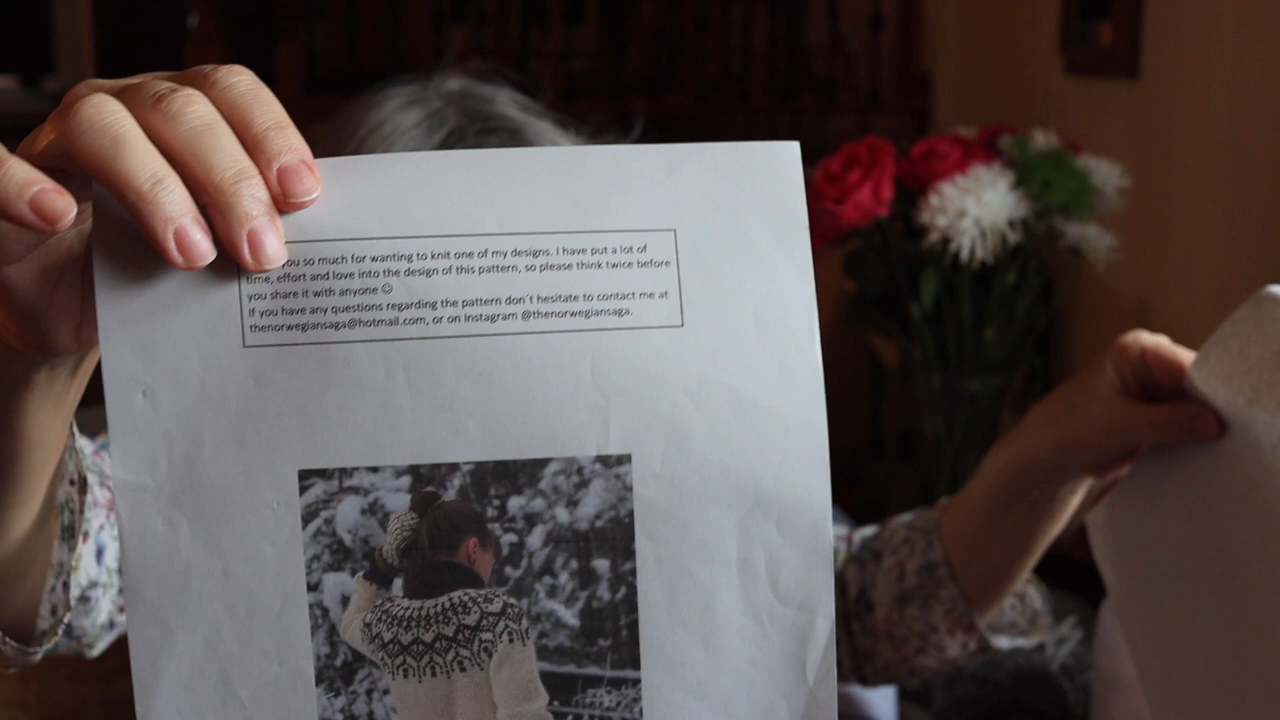 you so much for wanting to knit one of my designs. I have put a lot of
time, effort and love into the design of this pattern, so please think twice before
you share it with anyone ☺
If you have any questions regarding the pattern don´t hesitate to contact me at
thenorwegiansaga@hotmail.com, or on Instagram @thenorwegiansaga.